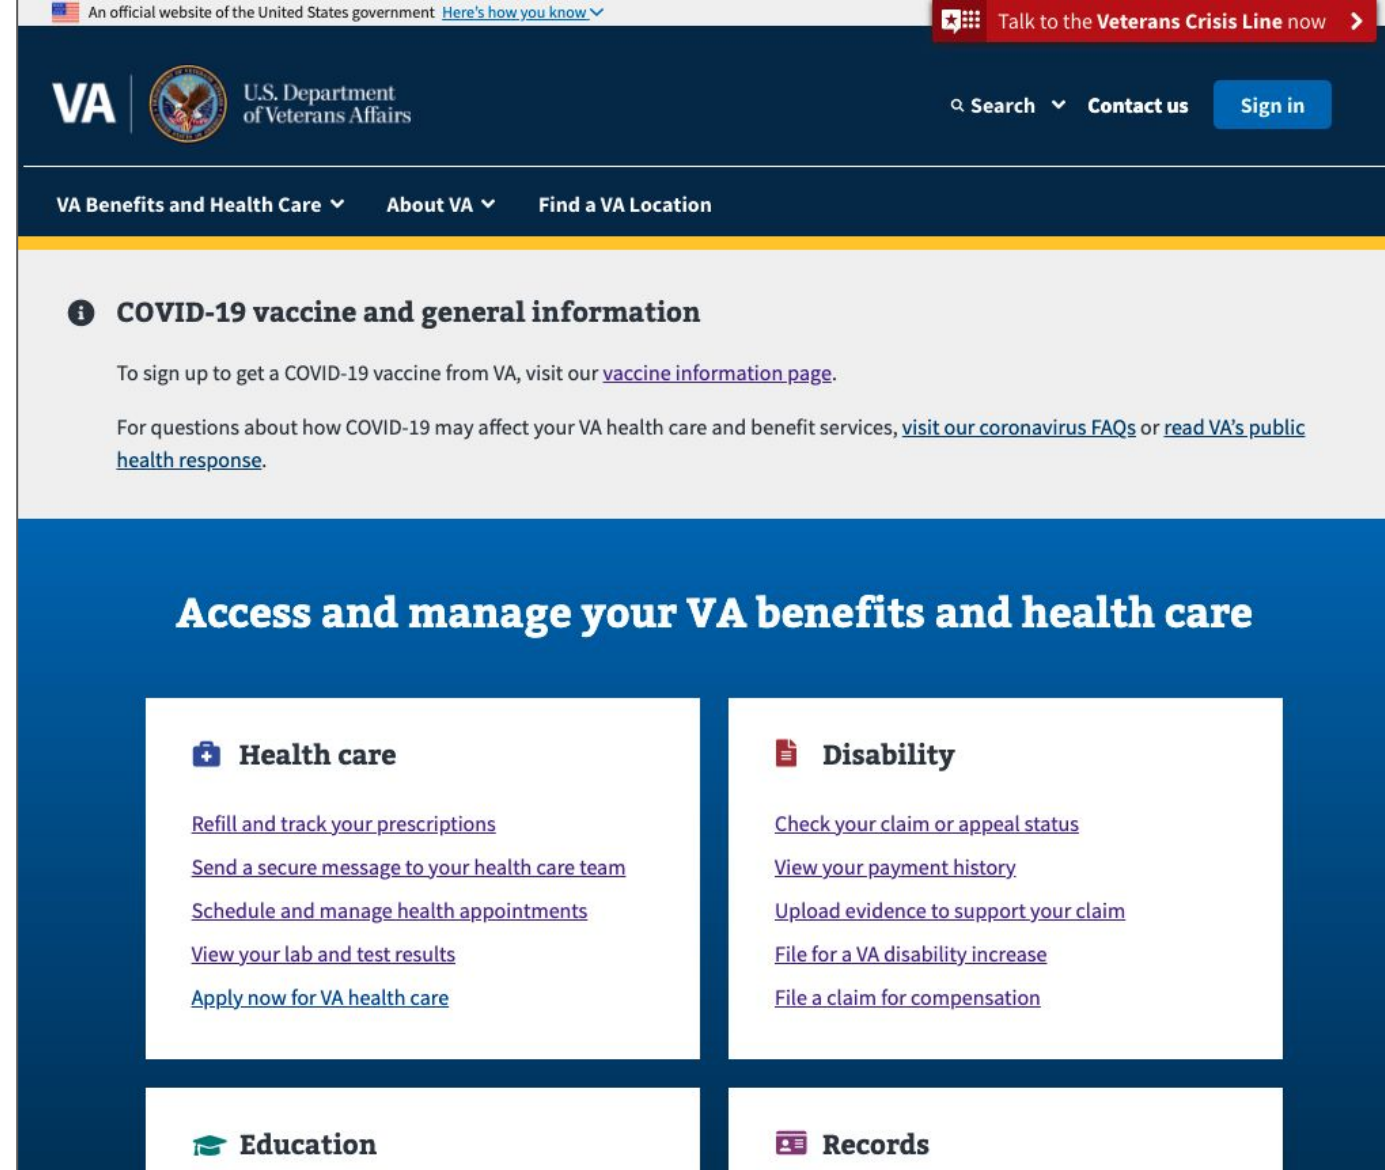 An official website of the United States government Here's how you know
Talk to the Veterans Crisis Line now
VA
U.S. Department
of Veterans Affairs
Search
Contact us
Sign in
VA Benefits and Health Care
About VA
Find a VA Location
COVID-19 vaccine and general information
To sign up to get a COVID-19 vaccine from VA, visit our vaccine information page.
For questions about how COVID-19 may affect your VA health care and benefit services, visit our coronavirus FAQs or read VA's public
health response.
Access and manage your VA benefits and health care
Health care
Refill and track your prescriptions
Send a secure message to your health care team
Schedule and manage health appointments
View your lab and test results
Apply now for VA health care
Disability
Check your claim or appeal status
View your payment history
Upload evidence to support your claim
File for a VA disability increase
File a claim for compensation
Education
Records